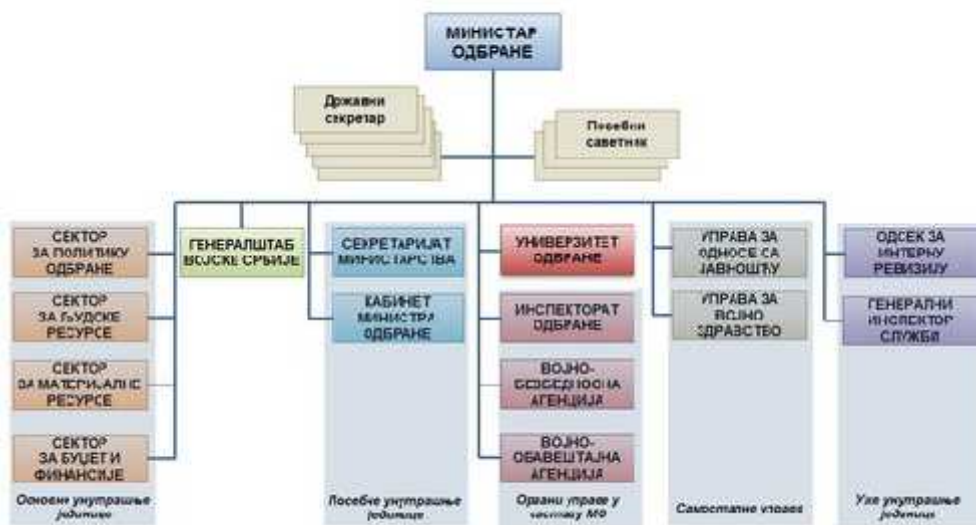 МИНИСТАР
ОДБРАНЕ
Државни
секретар
Посебни
саветник
СЕКТОР
ЗА ПОЛИТИКУ
ОДБРАНЕ
СЕКТОР
ЗА ЉУДСКЕ
РЕСУРСЕ
СЕКТОР
ЗА МАТЕРИЈАЛНЕ
РЕСУРСЕ
СЕКТОР
ЗА БУЏЕТ И
ФИНАНСИЈЕ
Основне унутрашње
јединице
ГЕНЕРАЛШТАБ
ВОЈСКЕ СРБИЈЕ
СЕКРЕТАРИЈАТ
МИНИСТАРСТВА
КАБИНЕТ
МИНИСТРА
ОДБРАНЕ
Посебне унутрашње
јединице
УНИВЕРЗИТЕТ
ОДБРАНЕ
ИНСПЕКТОРАТ
ОДБРАНЕ
ВОЈНО-
БЕЗБЕДНОСНА
АГЕНЦИЈА
ВОЈНО-
ОБАВЕШТАЈНА
АГЕНЦИЈА
Органи управе у
саставу МО
УПРАВА ЗА
ОДНОСЕ СА
ЈАВНОШЋУ
УПРАВА ЗА
ВОЈНО
ЗДРАВСТВО
Самосталне управе
ОДСЕК ЗА
ИНТЕРНУ
РЕВИЗИЈУ
ГЕНЕРАЛНИ
ИНСПЕКТОР
СЛУЖБИ
Уже унутрашње
јединице